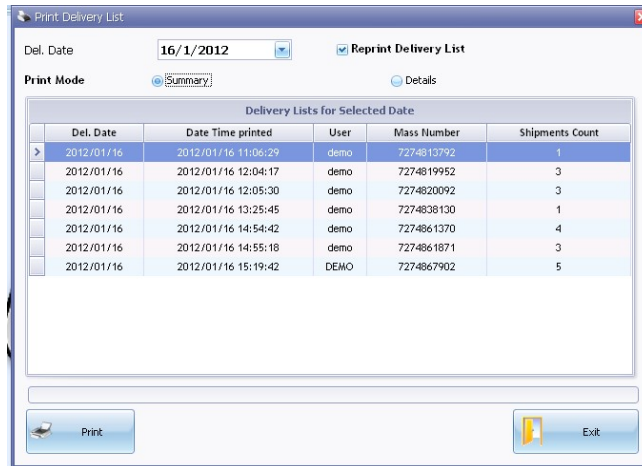 Print Delivery List
Del. Date 16/1/2012 Reprint Delivery List
Print Mode Summary Details
Delivery Lists for Selected Date
Del. Date Date Time printed User Mass Number Shipments Count
2012/01/16 2012/01/16 11:06:29 demo 7274813792 1
2012/01/16 2012/01/16 12:04:17 demo 7274819952 3
2012/01/16 2012/01/16 12:05:30 demo 7274820092 3
2012/01/16 2012/01/16 13:25:45 demo 7274838130 1
2012/01/16 2012/01/16 14:54:42 demo 7274861370 4
2012/01/16 2012/01/16 14:55:18 demo 7274861871 3
2012/01/16 2012/01/16 15:19:42 DEMO 7274867902 5
Print Exit